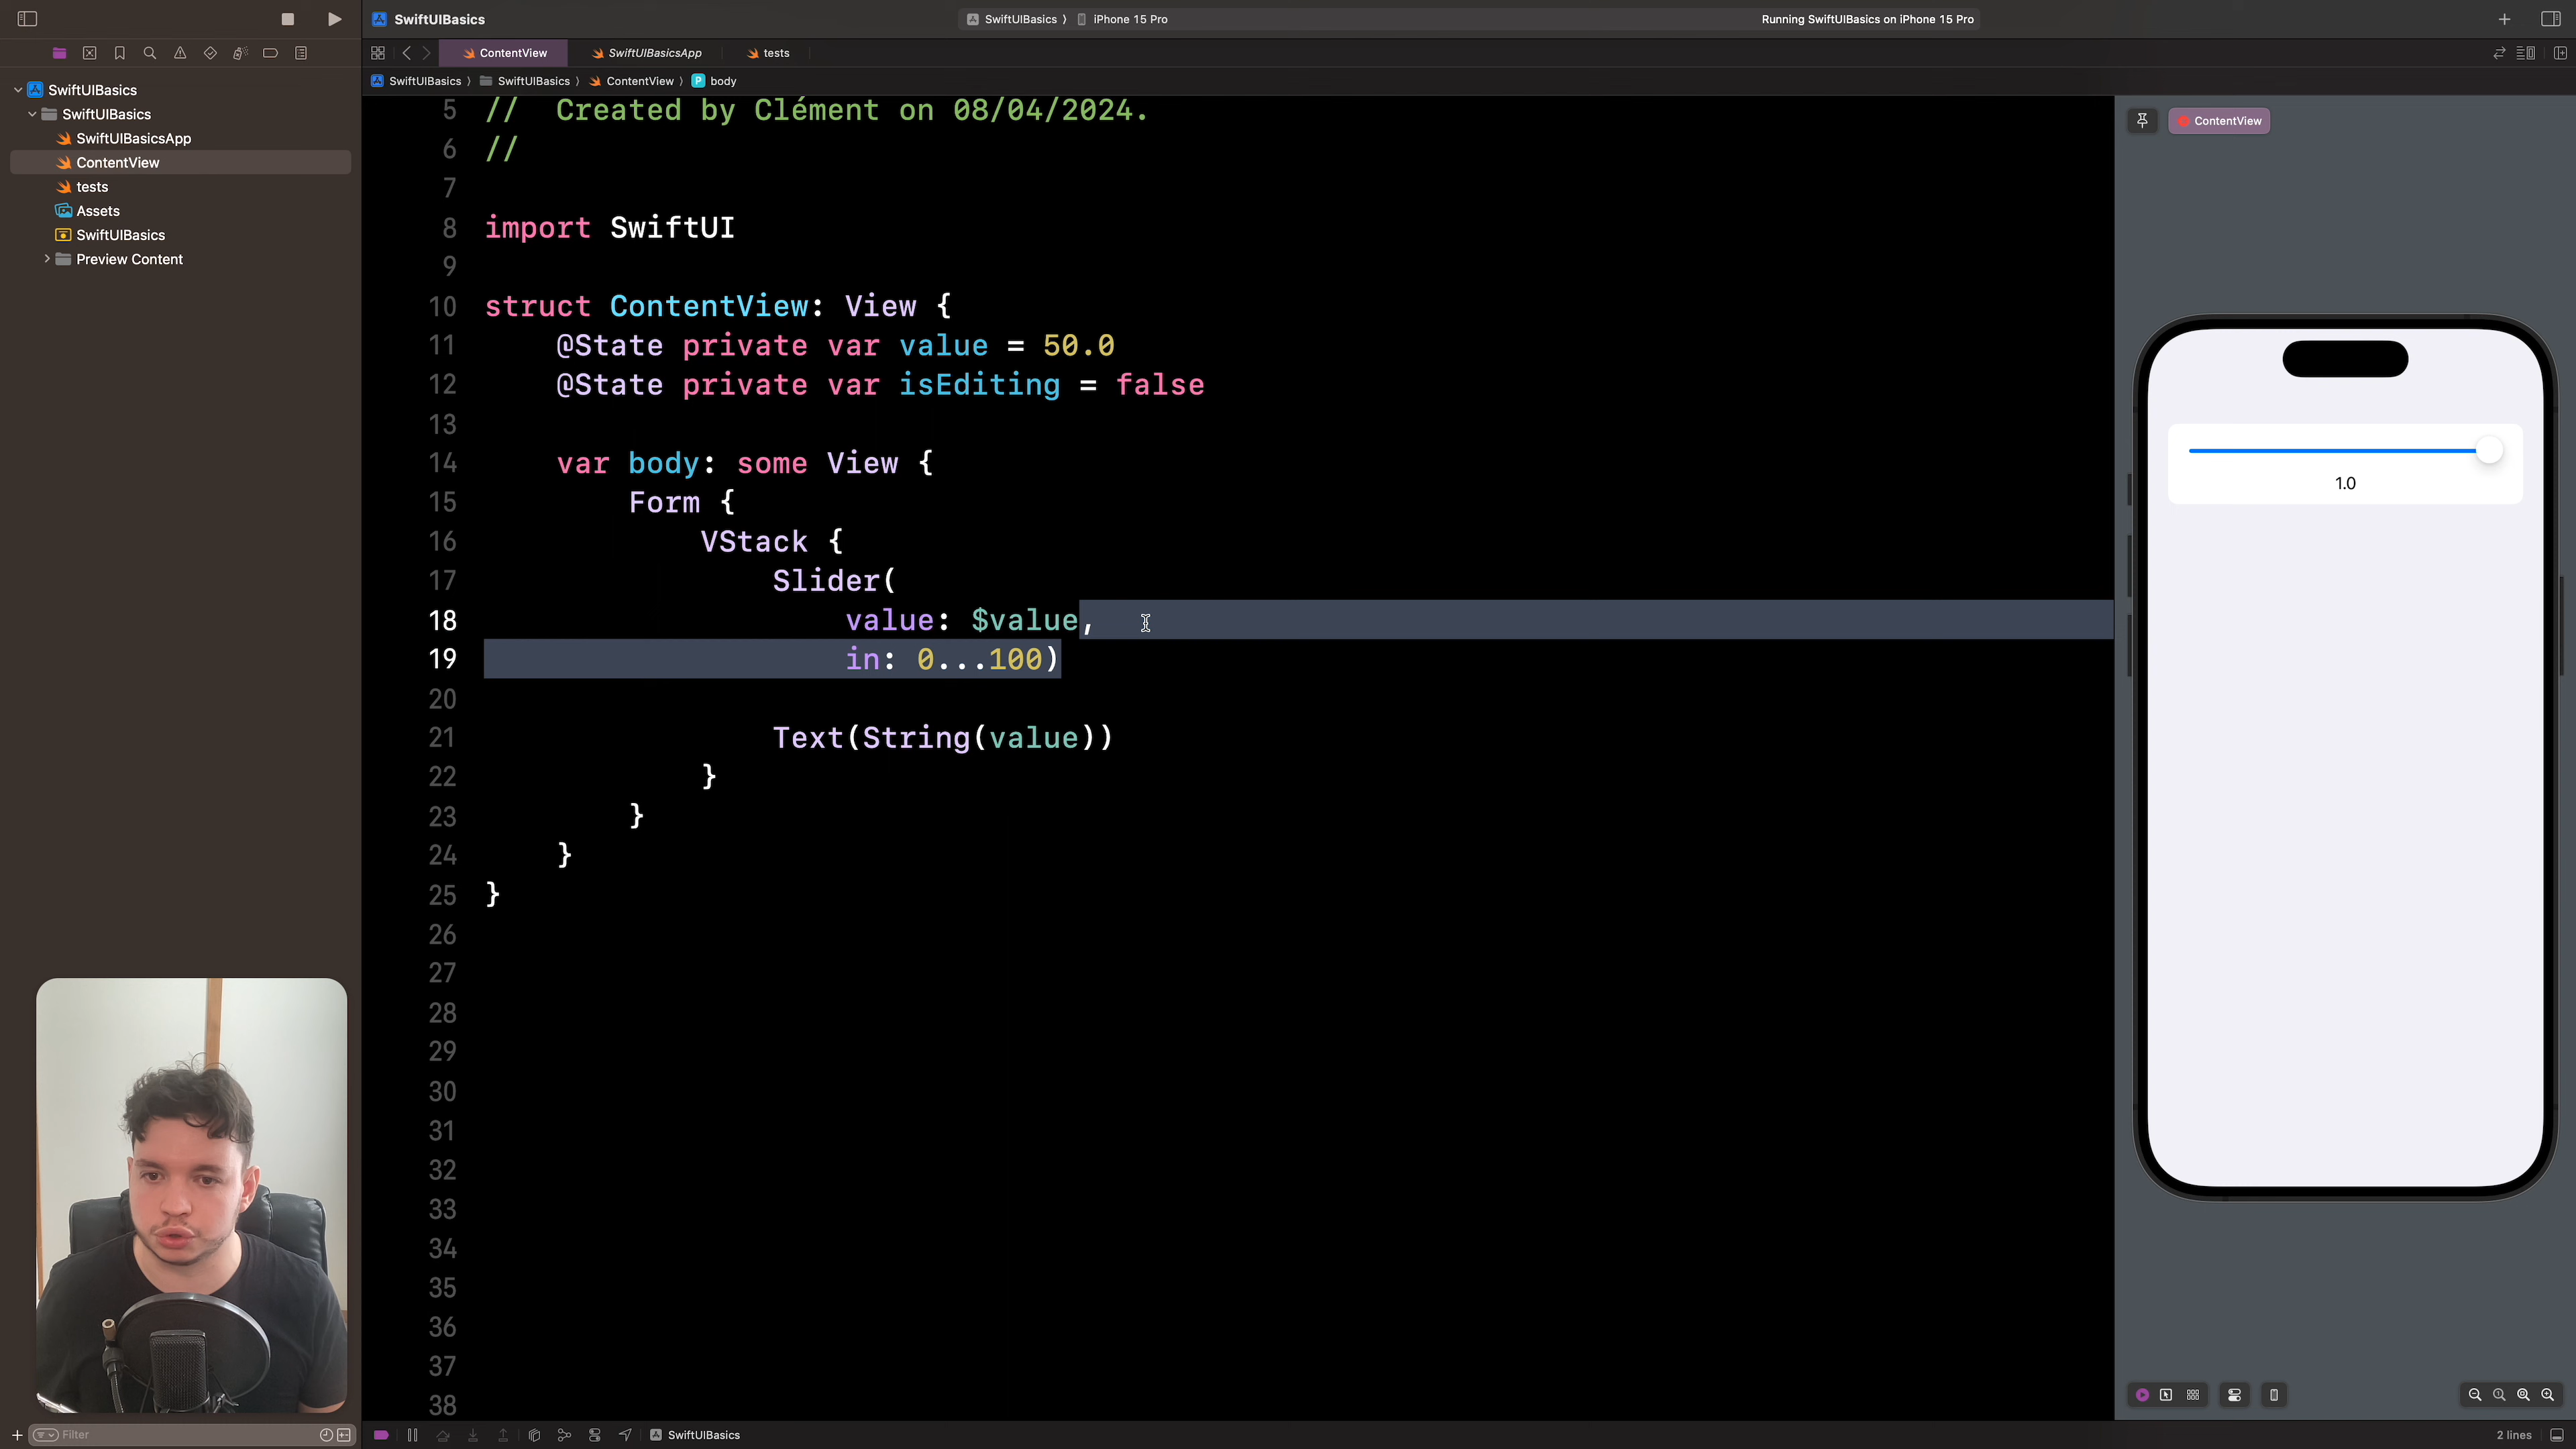 SwiftUIBasics
SwiftUIBasics 〉 iPhone 15 Pro
Running SwiftUIBasics on iPhone 15 Pro
ContentView
SwiftUIBasicsApp
tests
SwiftUIBasics 〉 SwiftUIBasics 〉 ContentView 〉 P body
SwiftUIBasics
SwiftUIBasics
SwiftUIBasicsApp
ContentView
tests
Assets
SwiftUIBasics
Preview Content
5 //  Created by Clément on 08/04/2024.
6 //
7
8 import SwiftUI
9
10 struct ContentView: View {
11     @State private var value = 50.0
12     @State private var isEditing = false
13
14     var body: some View {
15         Form {
16             VStack {
17                 Slider(
18                     value: $value,
19                     in: 0...100)
20
21                 Text(String(value))
22             }
23         }
24     }
25 }
26
27
28
29
30
31
32
33
34
35
36
37
38
ContentView
1.0
Filter
SwiftUIBasics
2 lines